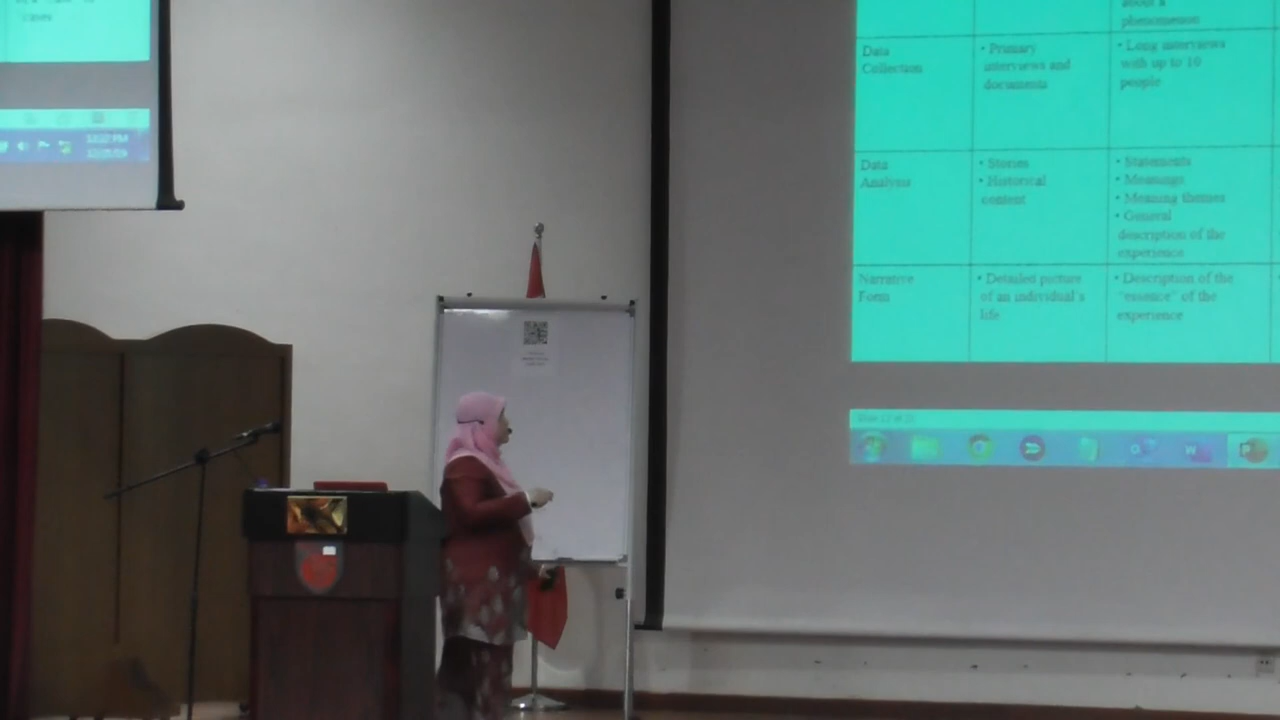 cases
about a
phenomenon
Data
Collection
• Primary
interviews and
documents
• Long interviews
with up to 10
people
Data
Analysis
• Stories
• Historical
content
• Statements
• Meanings
• Meaning themes
• General
description of the
experience
Narrative
Form
• Detailed picture
of an individual's
life
• Description of the
"essence" of the
experience